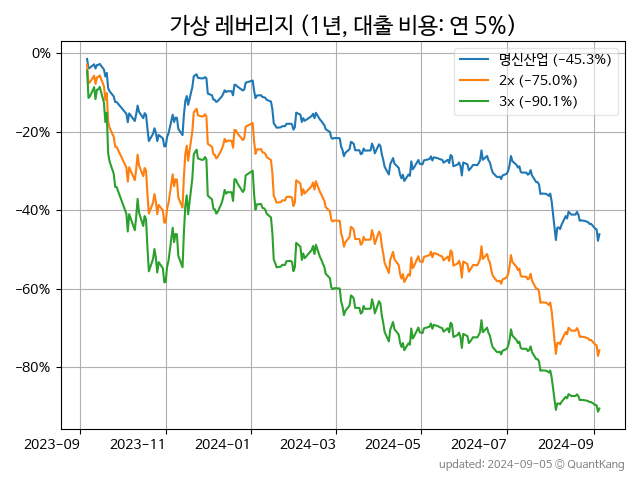 가상 레버리지 (1년, 대출 비용: 연 5%)
명신산업 (−45.3%)
2x (−75.0%)
3x (−90.1%)
0%
−20%
−40%
−60%
−80%
2023-09 2023-11 2024-01 2024-03 2024-05 2024-07 2024-09
updated: 2024-09-05 © QuantKang